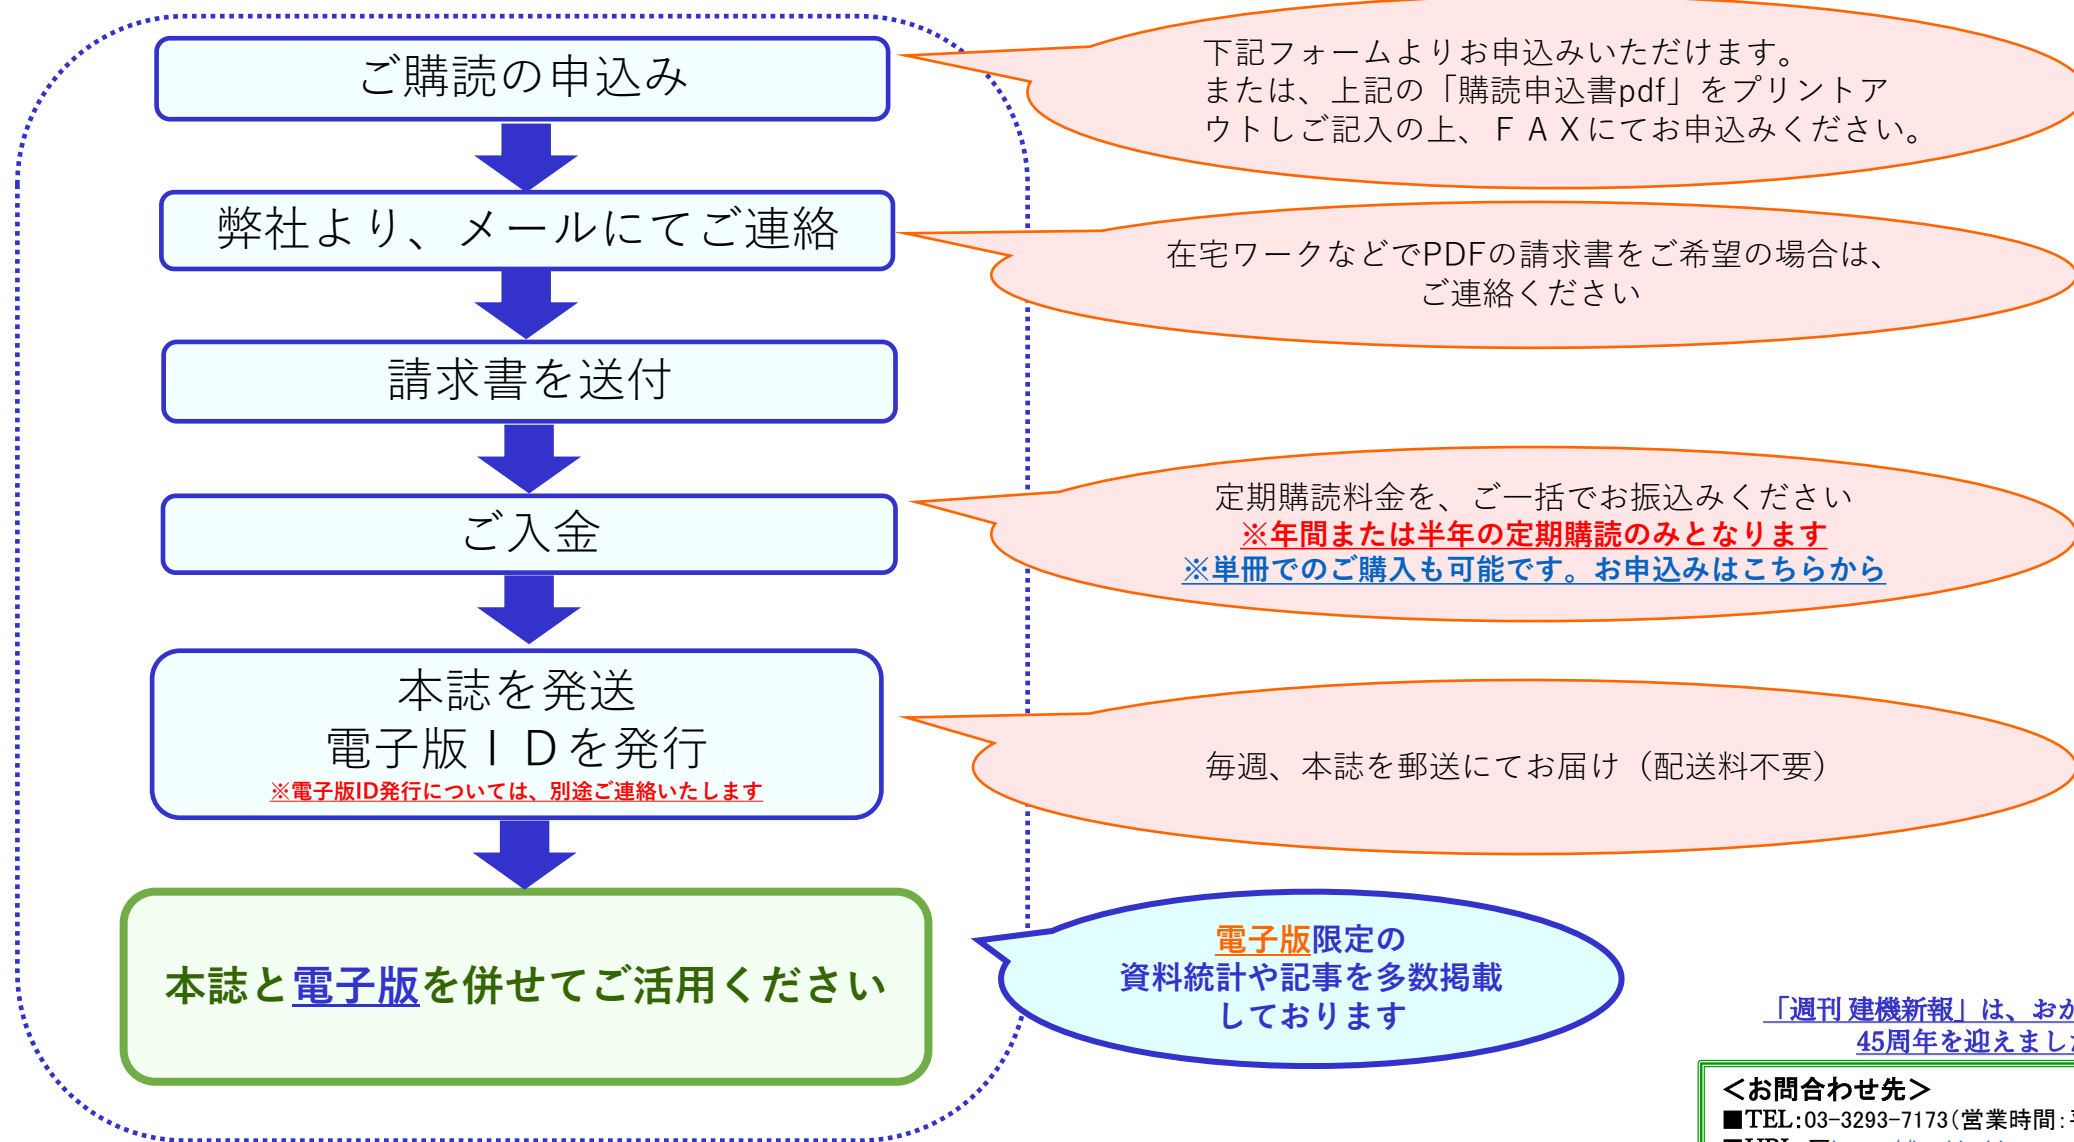 ご購読の申込み
下記フォームよりお申込みいただけます。
または、上記の「購読申込書pdf」をプリントア
ウトしご記入の上、ＦＡＸにてお申込みください。
弊社より、メールにてご連絡
在宅ワークなどでPDFの請求書をご希望の場合は、
ご連絡ください
請求書を送付
ご入金
定期購読料金を、ご一括でお振込みください
※年間または半年の定期購読のみとなります
※単冊でのご購入も可能です。お申込みはこちらから
本誌を発送
電子版ＩＤを発行
※電子版ID発行については、別途ご連絡いたします
毎週、本誌を郵送にてお届け（配送料不要）
本誌と電子版を併せてご活用ください
電子版限定の
資料統計や記事を多数掲載
しております
「週刊 建機新報」は、おか
45周年を迎えまし
＜お問合わせ先＞
■TEL:03-3293-7173(営業時間: